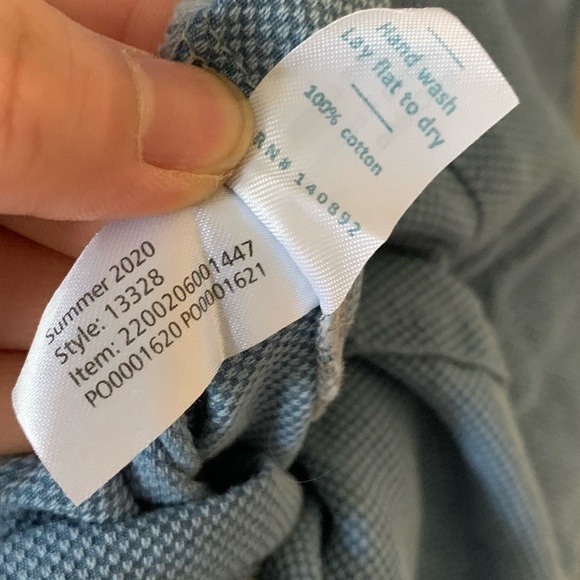 Hand wash
Lay flat to dry
100% cotton
RN# 140892
Summer 2020
Style: 13328
Item: 2200206001447
PO0001620 PO0001621